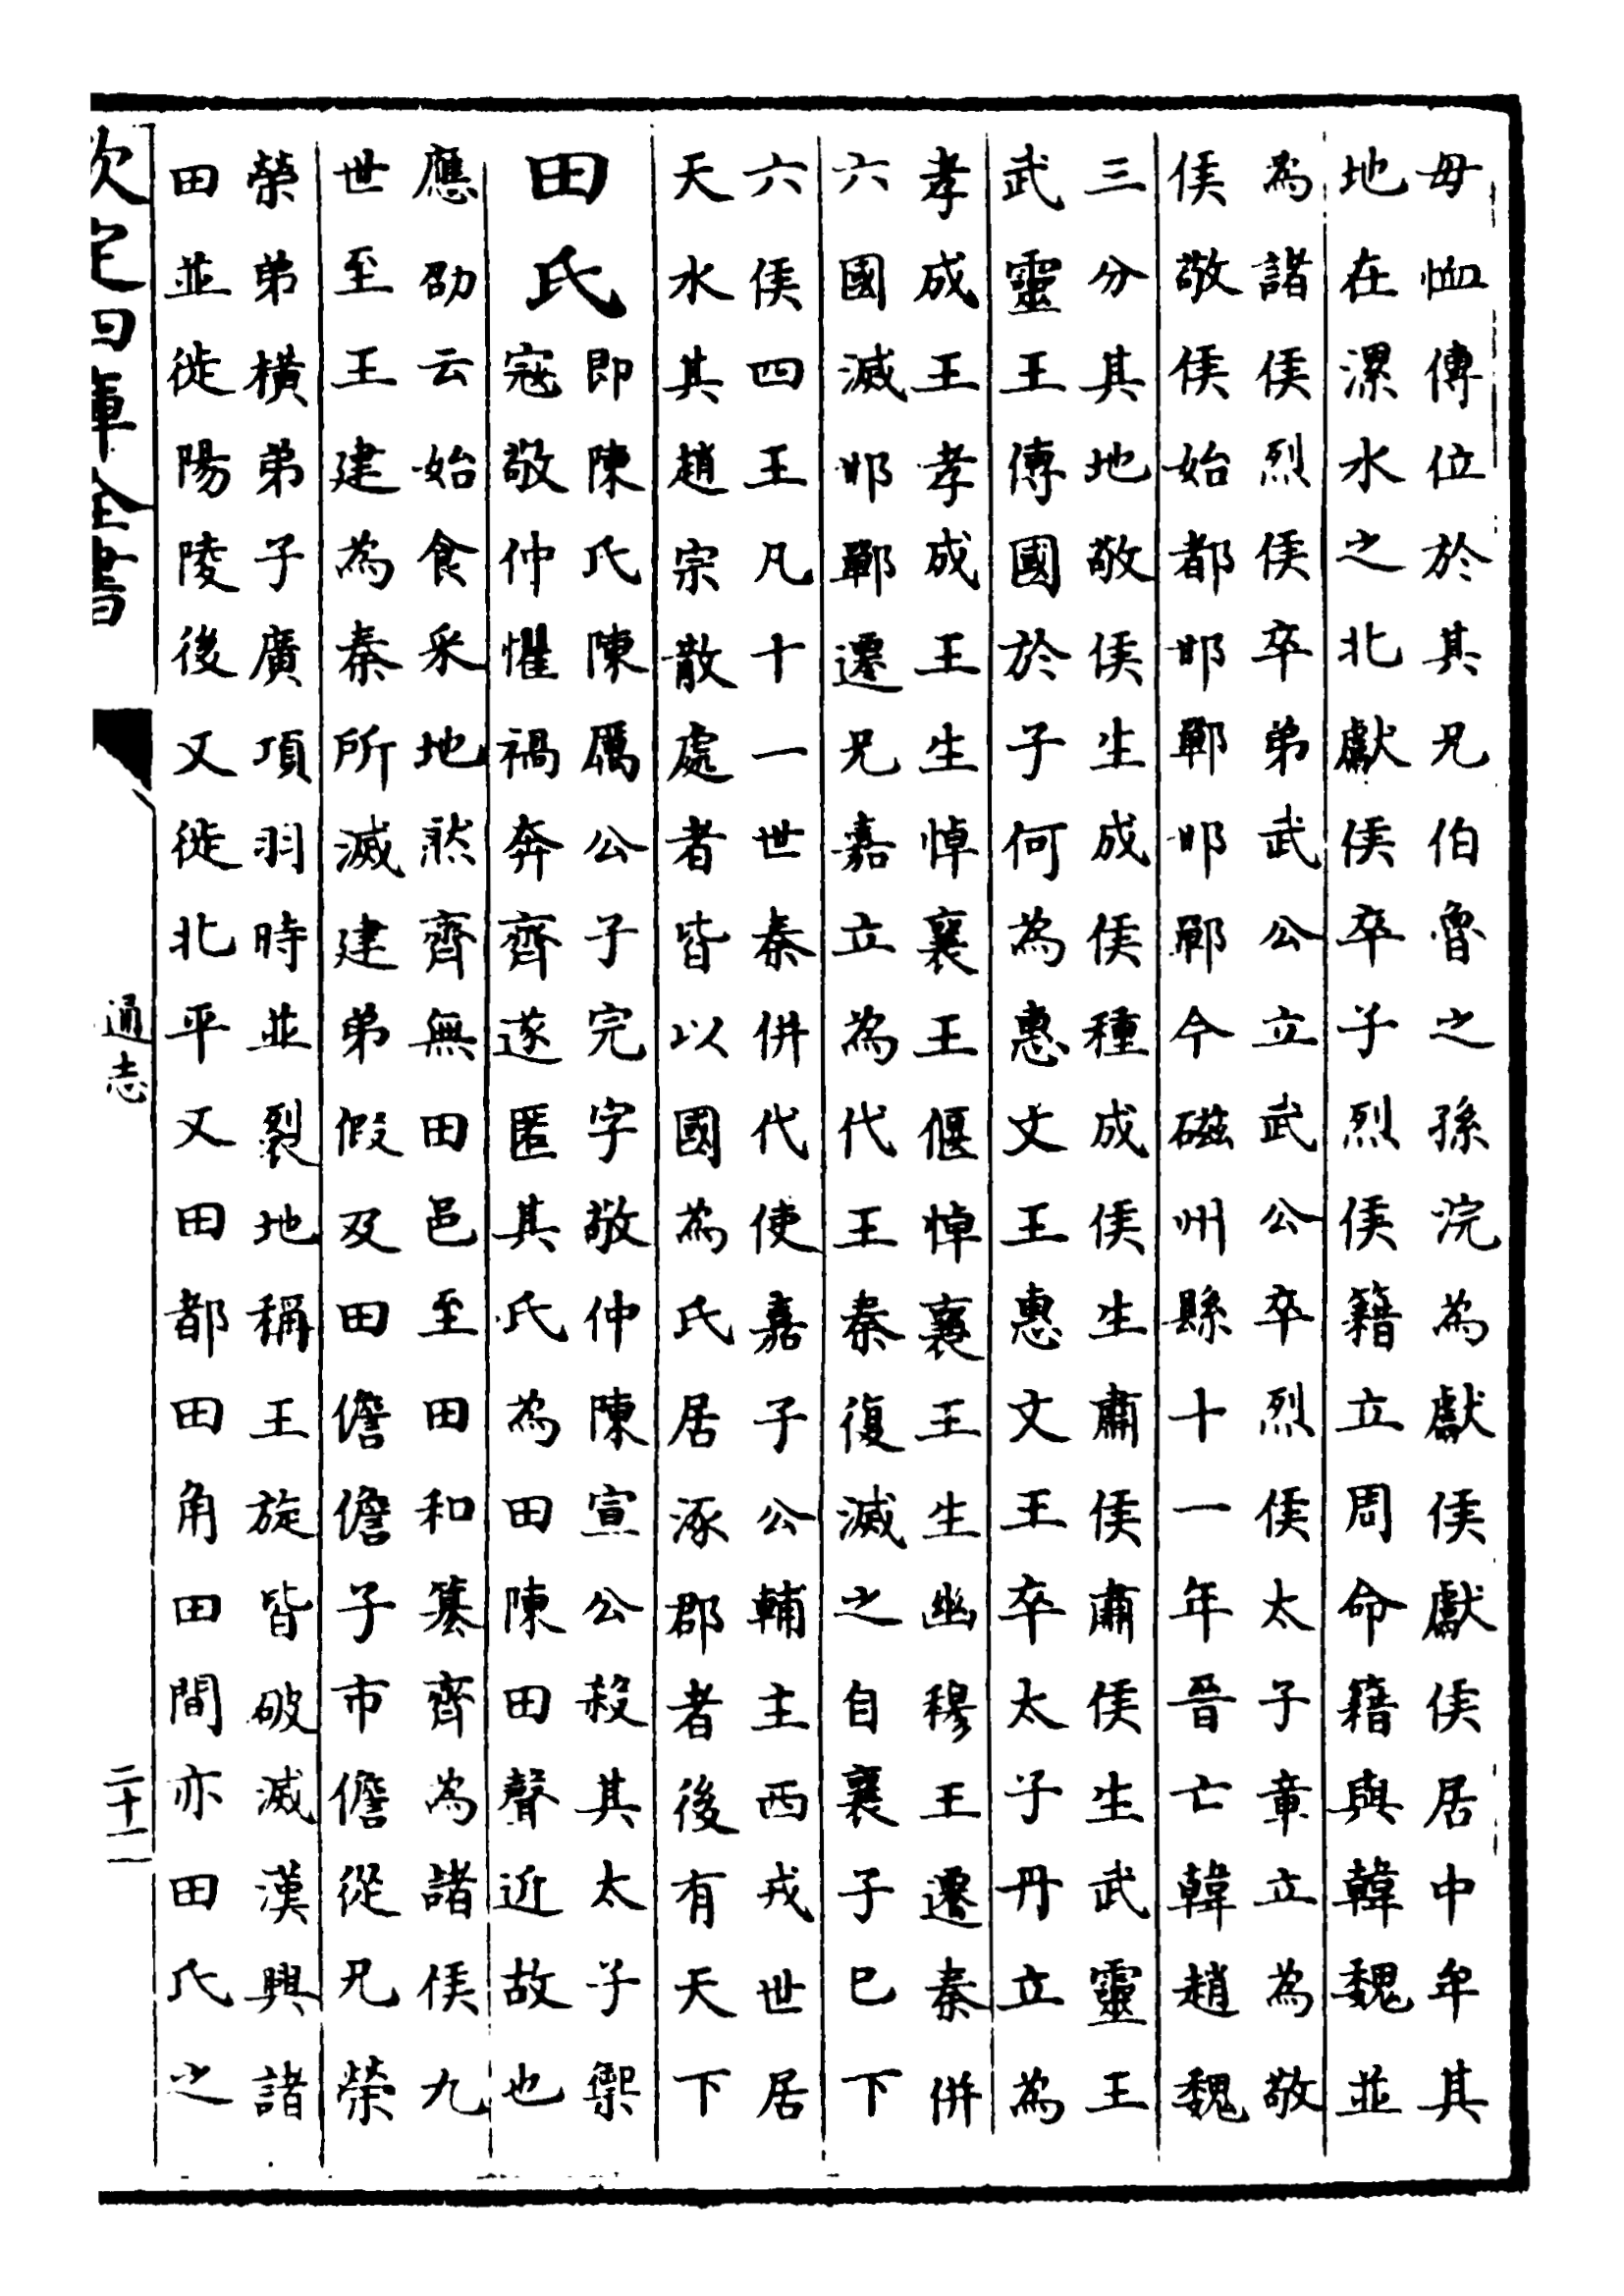 毋恤傳位於其兄伯魯之孫浣為獻侯獻侯居中牟其
地在漯水之北獻侯卒子烈侯籍立周命籍與韓魏並
為諸侯烈侯卒弟武公立武公卒烈侯太子章立為敬
侯敬侯始都邯鄲邯鄲今磁州縣十一年晉亡韓趙魏
三分其地敬侯生成侯種成侯生肅侯肅侯生武靈王
武靈王傳國於子何為惠文王惠文王卒太子丹立為
孝成王孝成王生悼襄王偃悼襄王生幽穆王遷秦併
六國滅邯鄲遷兄嘉立為代王秦復滅之自襄子已下
六侯四王凡十一世秦併代使嘉子公輔主西戎世居
天水其趙宗散處者皆以國為氏居涿郡者後有天下
田氏
即陳氏陳厲公子完字敬仲陳宣公殺其太子禦
寇敬仲懼禍奔齊遂匿其氏為田陳田聲近故也
應劭云始食采地然齊無田邑至田和篡齊為諸侯九
世至王建為秦所滅建弟假及田儋儋子市儋從兄榮
榮弟橫弟子廣項羽時並裂地稱王旋皆破滅漢興諸
田並徙陽陵後又徙北平又田都田角田間亦田氏之
欽定四庫全書
通志
二十二